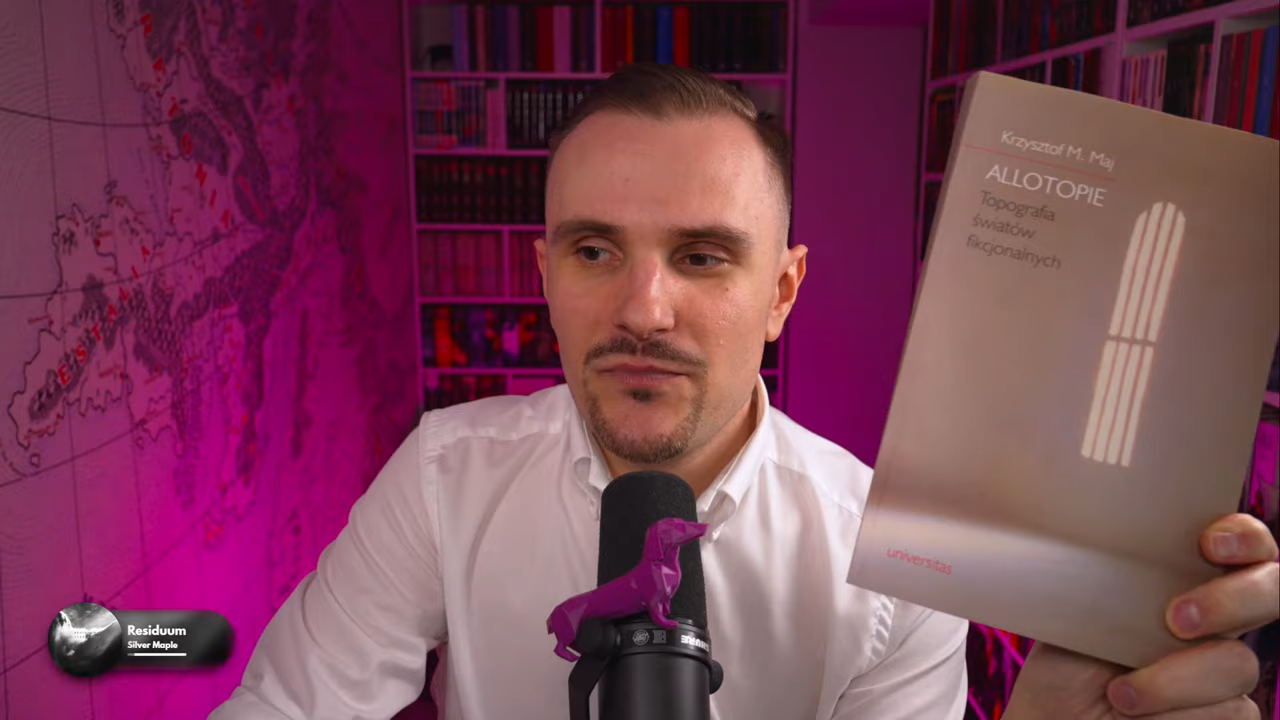 Krzysztof M. Maj
ALLOTOPIE
Topografia
światów
fikcjonalnych
universitas
Residuum
Silver Maple
SHURE